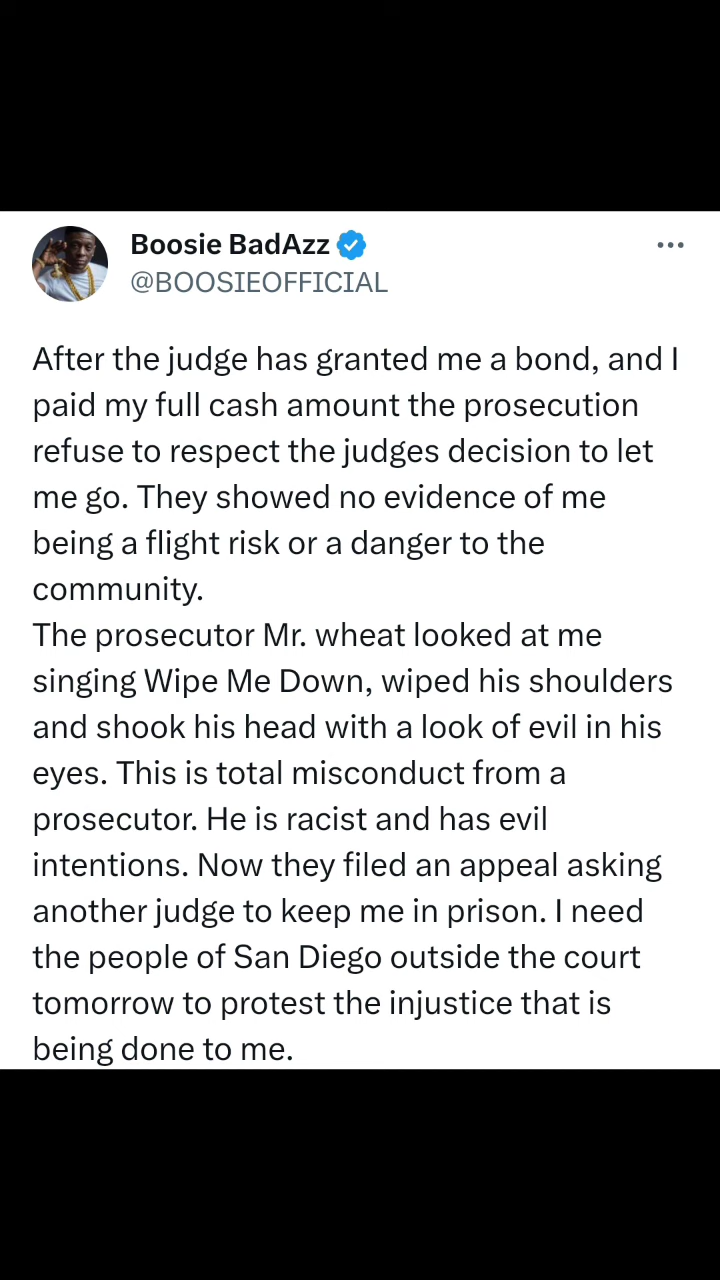 Boosie BadAzz
@BOOSIEOFFICIAL
After the judge has granted me a bond, and I
paid my full cash amount the prosecution
refuse to respect the judges decision to let
me go. They showed no evidence of me
being a flight risk or a danger to the
community.
The prosecutor Mr. wheat looked at me
singing Wipe Me Down, wiped his shoulders
and shook his head with a look of evil in his
eyes. This is total misconduct from a
prosecutor. He is racist and has evil
intentions. Now they filed an appeal asking
another judge to keep me in prison. I need
the people of San Diego outside the court
tomorrow to protest the injustice that is
being done to me.